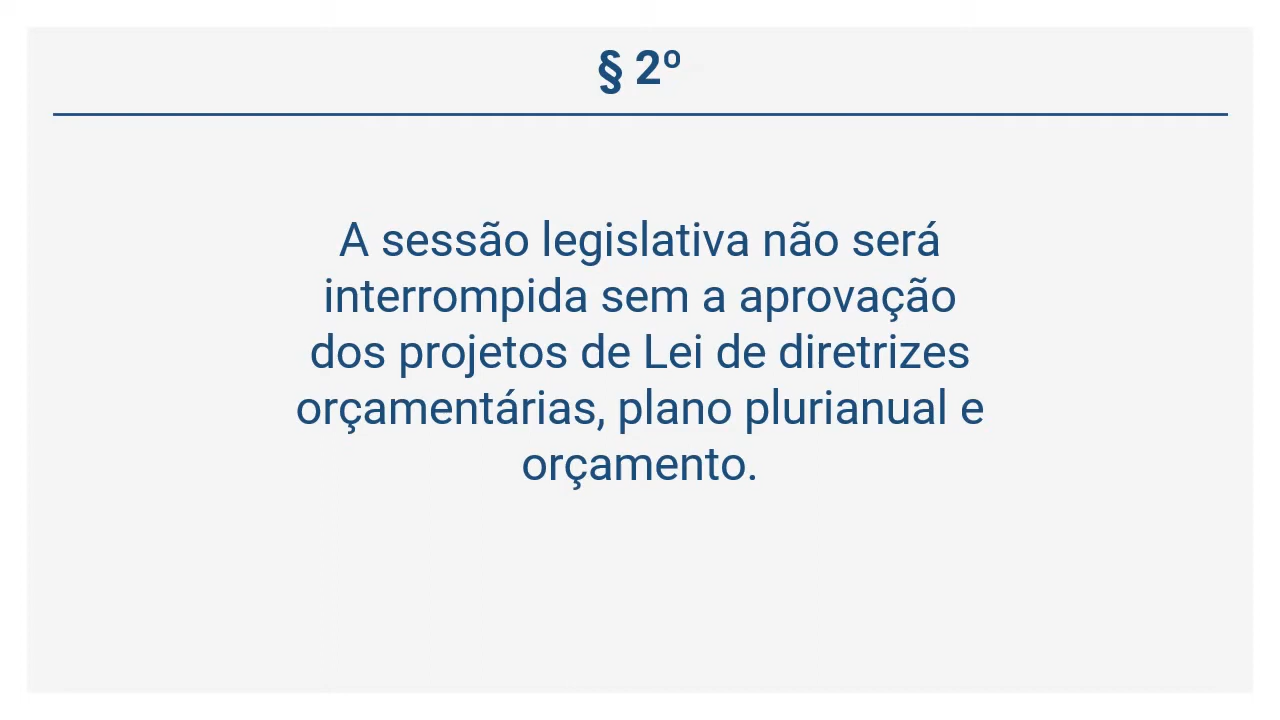 § 2º
A sessão legislativa não será
interrompida sem a aprovação
dos projetos de Lei de diretrizes
orçamentárias, plano plurianual e
orçamento.